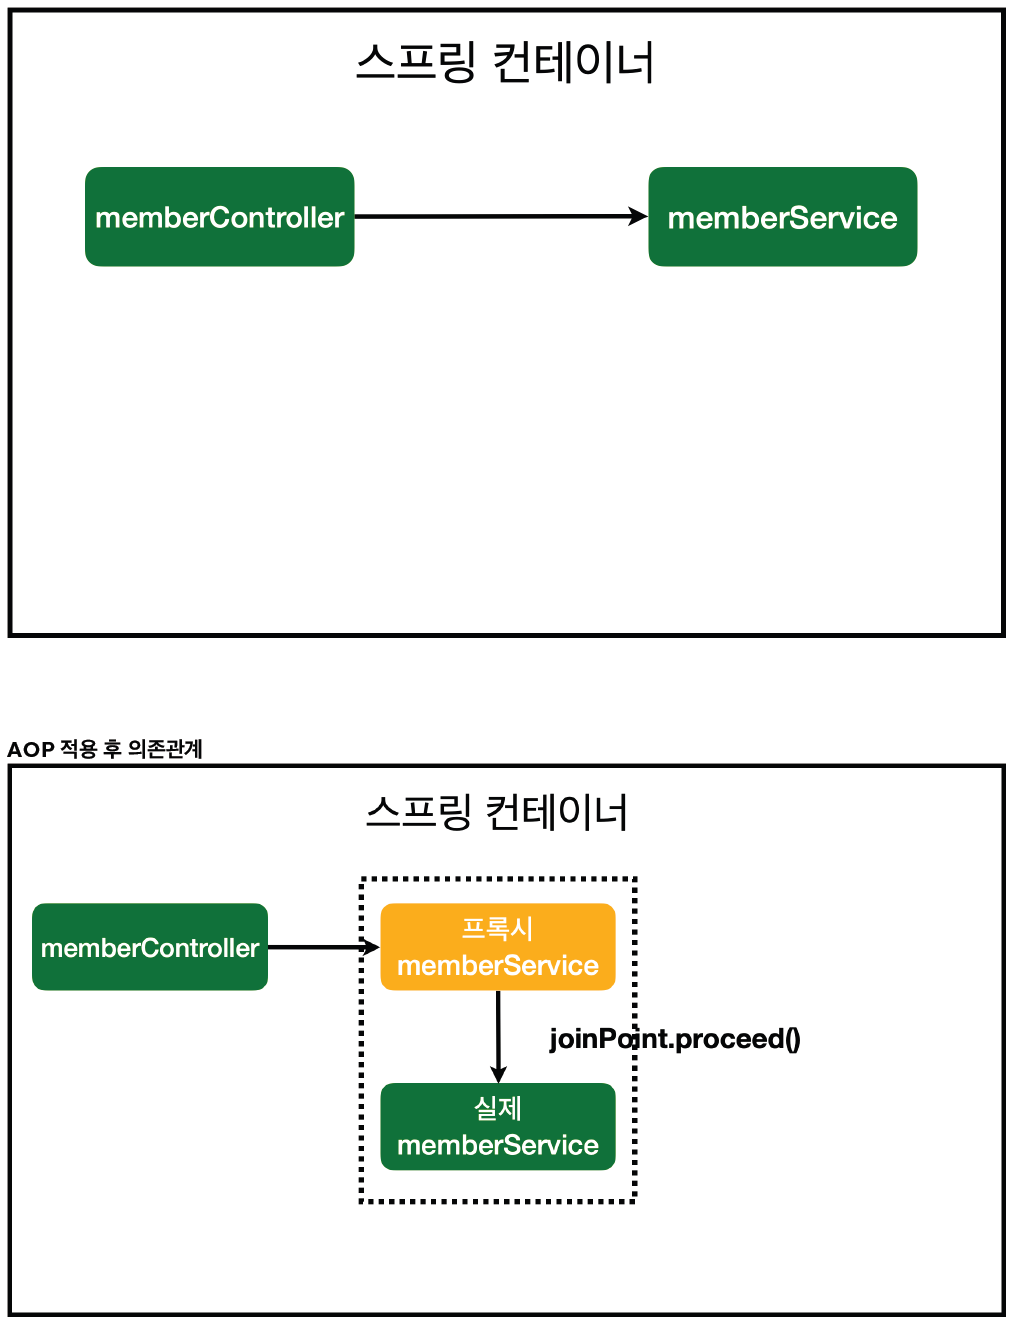 스프링 컨테이너
memberController
memberService
AOP 적용 후 의존관계
스프링 컨테이너
memberController
프록시
memberService
joinPoint.proceed()
실제
memberService